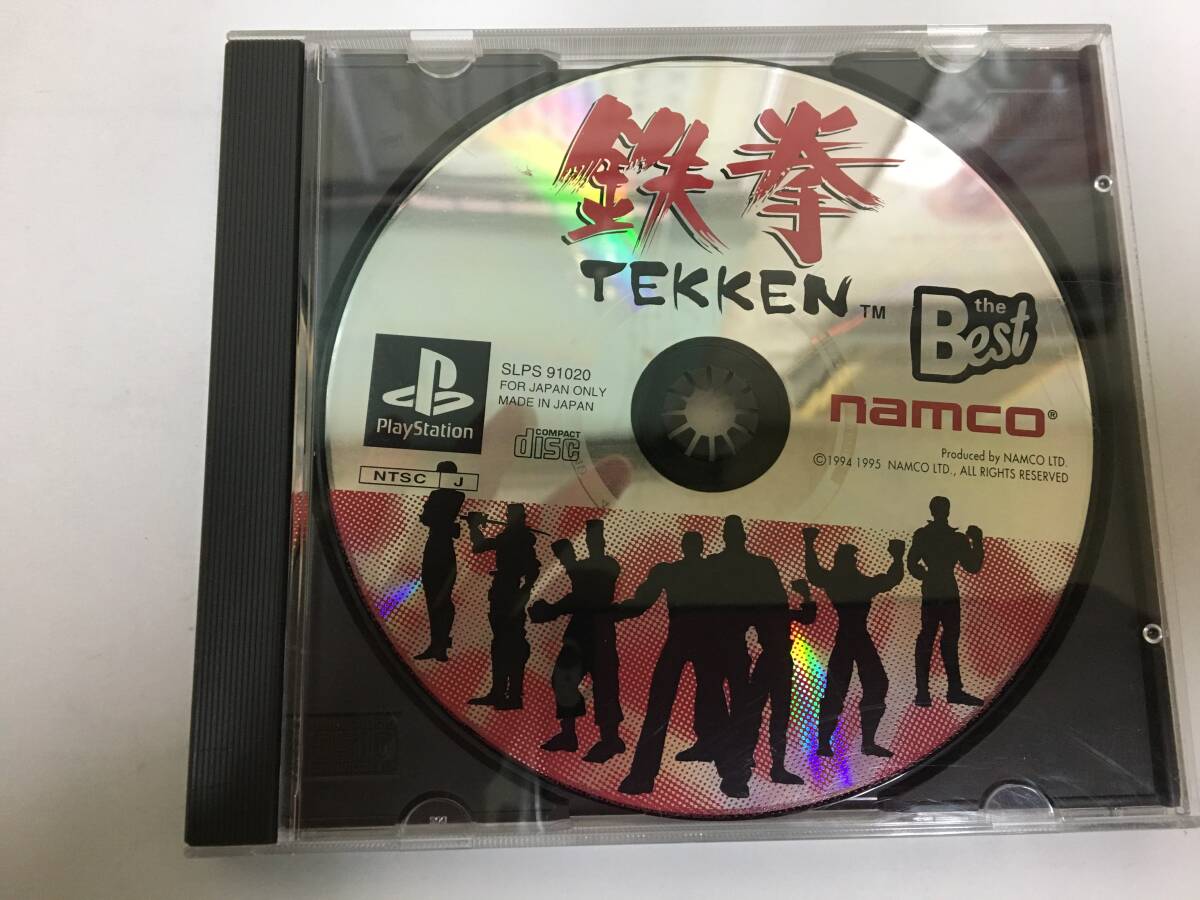 鉄拳
TEKKEN™
the
Best
PlayStation
SLPS 91020
FOR JAPAN ONLY
MADE IN JAPAN
COMPACT
disc
NTSC J
namco®
Produced by NAMCO LTD.
©1994 1995 NAMCO LTD., ALL RIGHTS RESERVED